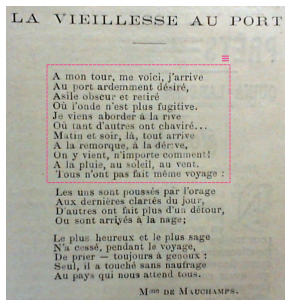 LA VIEILLESSE AU PORT
A mon tour, me voici, j'arrive
Au port ardemment désiré,
Asile obscur et retiré
Où l'onde n'est plus fugitive.
Je viens aborder à la rive
Où tant d'autres ont chaviré...
Matin et soir, là, tout arrive
A la remorque, à la dérive,
On y vient, n'importe comment!
A la pluie, au soleil, au vent.
Tous n'ont pas fait même voyage :
Les uns sont poussés par l'orage
Aux dernières clartés du jour,
D'autres ont fait plus d'un détour,
Ou sont arrivés à la nage;
Le plus heureux et le plus sage
N'a cessé, pendant le voyage,
De prier — toujours à genoux :
Seul, il a touché sans naufrage
Au pays qui nous attend tous.
Mme DE MAUCHAMPS.